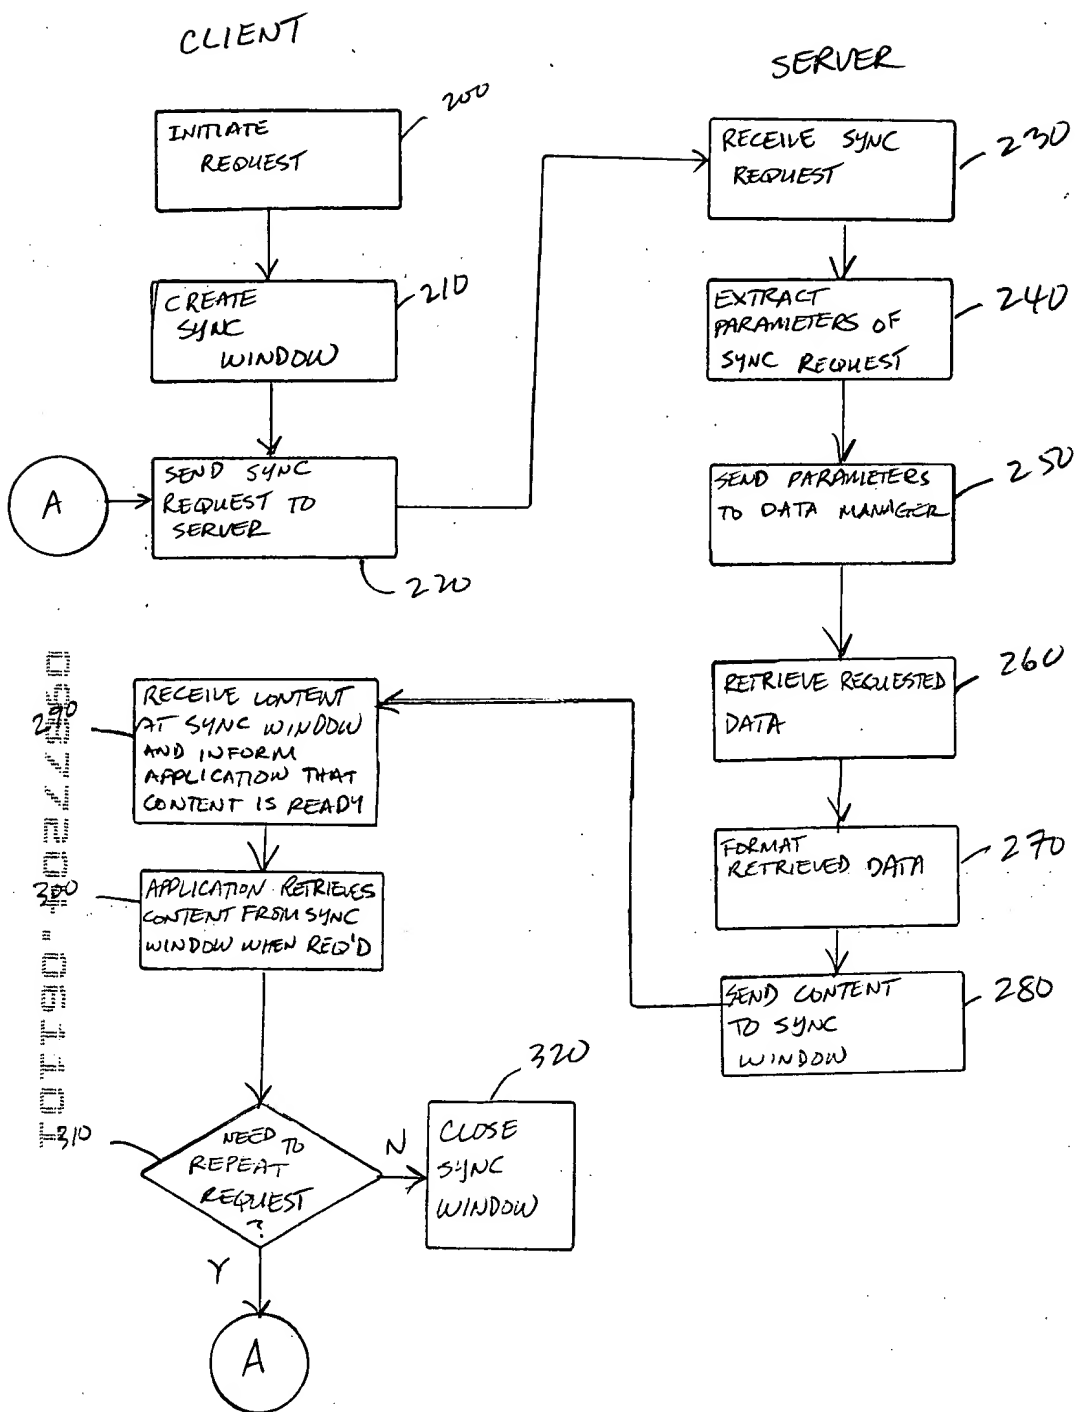 CLIENT
200
INITIATE
REQUEST
210
CREATE
SYNC
WINDOW
A
SEND SYNC
REQUEST TO
SERVER
220
290
RECEIVE CONTENT
AT SYNC WINDOW
AND INFORM
APPLICATION THAT
CONTENT IS READY
300
APPLICATION RETRIEVES
CONTENT FROM SYNC
WINDOW WHEN REQ'D
310
NEED TO
REPEAT
REQUEST
?
N
320
CLOSE
SYNC
WINDOW
Y
A
SERVER
RECEIVE SYNC
REQUEST
230
EXTRACT
PARAMETERS OF
SYNC REQUEST
240
SEND PARAMETERS
TO DATA MANAGER
250
RETRIEVE REQUESTED
DATA
260
FORMAT
RETRIEVED DATA
270
SEND CONTENT
TO SYNC
WINDOW
280